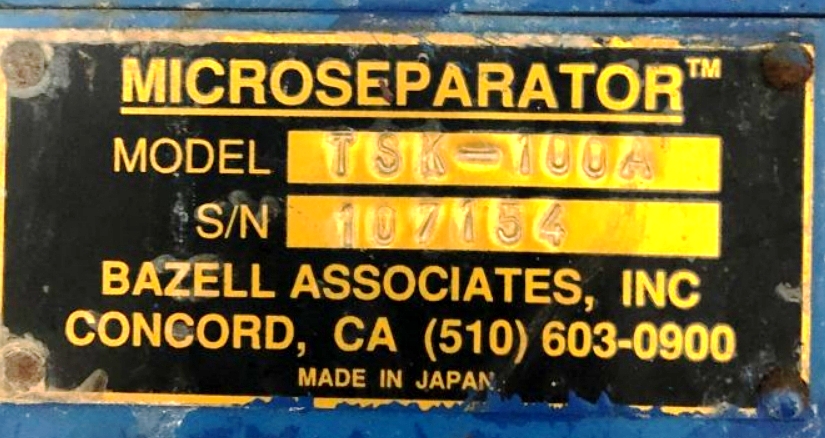 MICROSEPARATOR™
MODEL TSK-100A
S/N 107154
BAZELL ASSOCIATES, INC
CONCORD, CA (510) 603-0900
MADE IN JAPAN